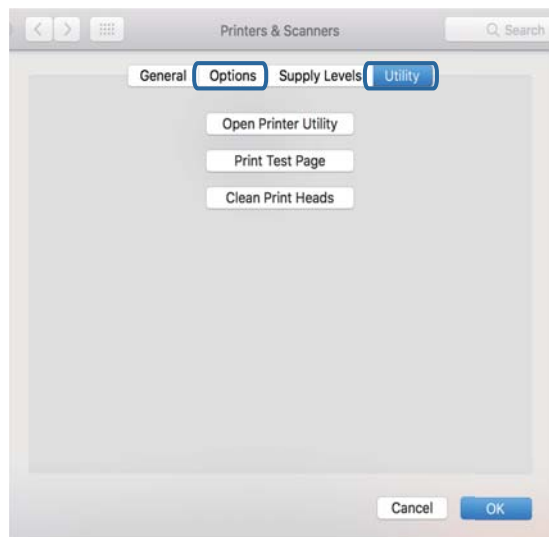 Printers & Scanners
Search
General Options Supply Levels Utility
Open Printer Utility
Print Test Page
Clean Print Heads
Cancel OK